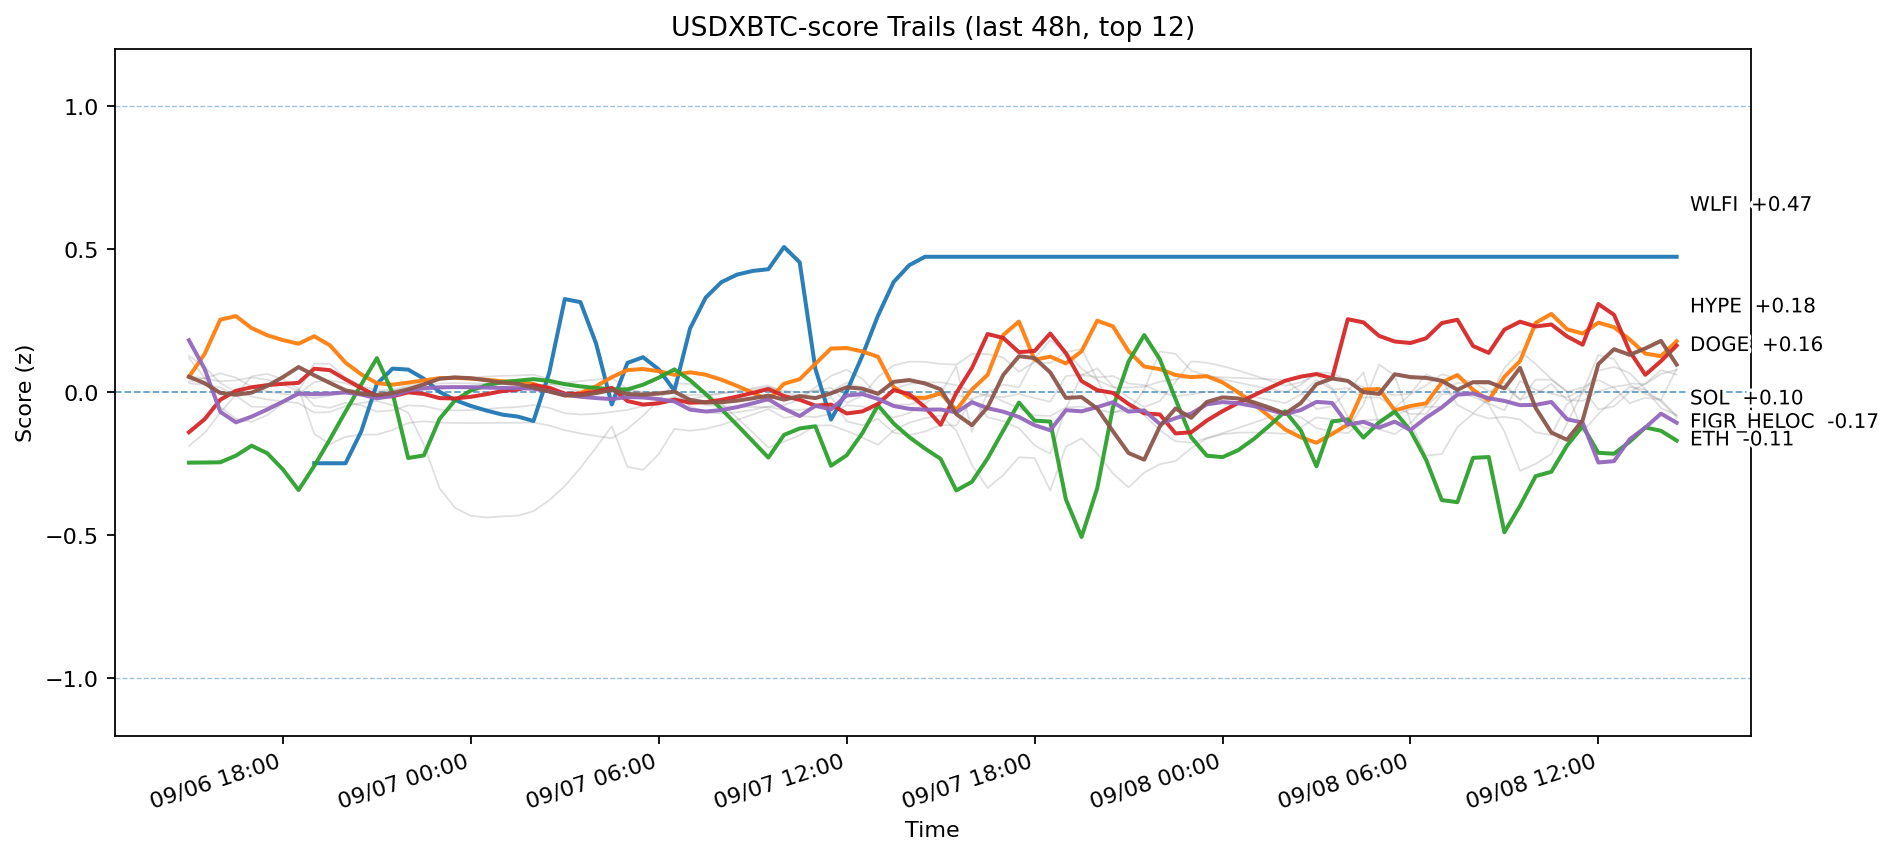 USDXBTC-score Trails (last 48h, top 12)
Score (z)
1.0
0.5
0.0
−0.5
−1.0
WLFI +0.47
HYPE +0.18
DOGE +0.16
SOL +0.10
FIGR_HELOC -0.17
ETH -0.11
09/06 18:00
09/07 00:00
09/07 06:00
09/07 12:00
09/07 18:00
09/08 00:00
09/08 06:00
09/08 12:00
Time